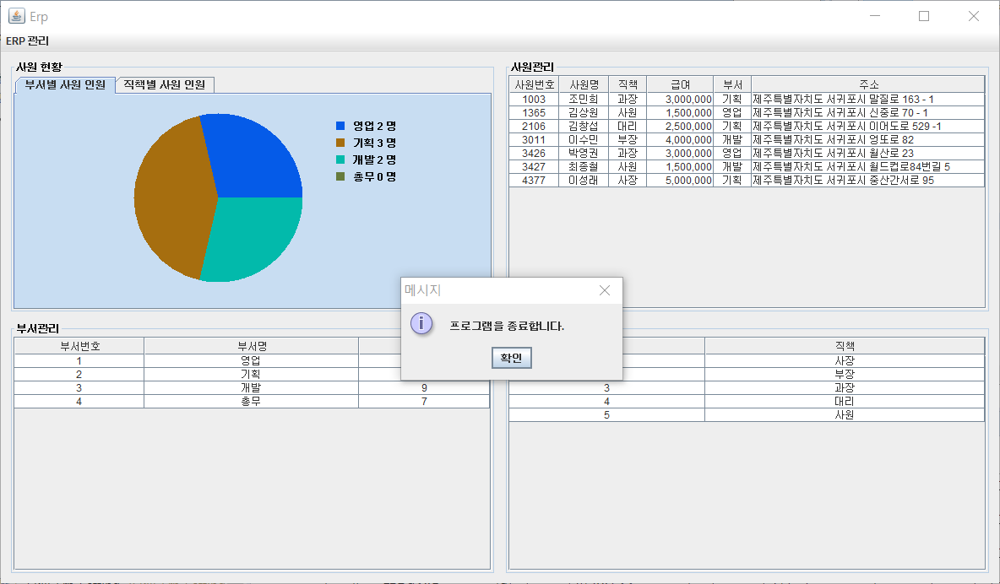 Erp
ERP 관리
사원 현황
부서별 사원 인원 직책별 사원 인원
영업 2 명
기획 3 명
개발 2 명
총무 0 명
사원관리
사원번호 사원명 직책 급여 부서 주소
1003 조민희 과장 3,000,000 기획 제주특별자치도 서귀포시 말질로 163 - 1
1365 김상원 사원 1,500,000 영업 제주특별자치도 서귀포시 신중로 70 - 1
2106 김창섭 대리 2,500,000 기획 제주특별자치도 서귀포시 이어도로 529 -1
3011 이수민 부장 4,000,000 개발 제주특별자치도 서귀포시 엉또로 82
3426 박영권 과장 3,000,000 영업 제주특별자치도 서귀포시 월산로 23
3427 최종철 사원 1,500,000 개발 제주특별자치도 서귀포시 월드컵로84번길 5
4377 이성래 사장 5,000,000 기획 제주특별자치도 서귀포시 중산간서로 95
메시지
프로그램을 종료합니다.
확인
부서관리
부서번호 부서명
1 영업
2 기획
3 개발 9
4 총무 7
직책
사장
부장
3 과장
4 대리
5 사원